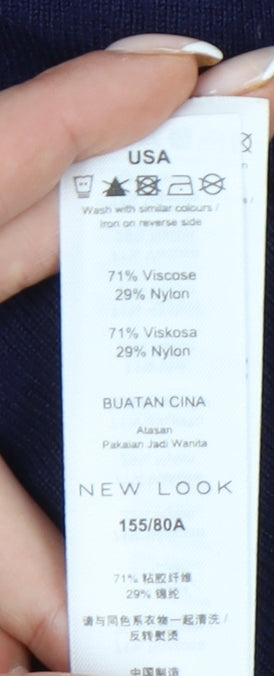 USA
Wash with similar colours /
Iron on reverse side
71% Viscose
29% Nylon
71% Viskosa
29% Nylon
BUATAN CINA
Atasan
Pakaian Jadi Wanita
NEW LOOK
155/80A
71% 粘胶纤维
29% 锦纶
请与同色系衣物一起清洗 /
反转熨烫
中国制造